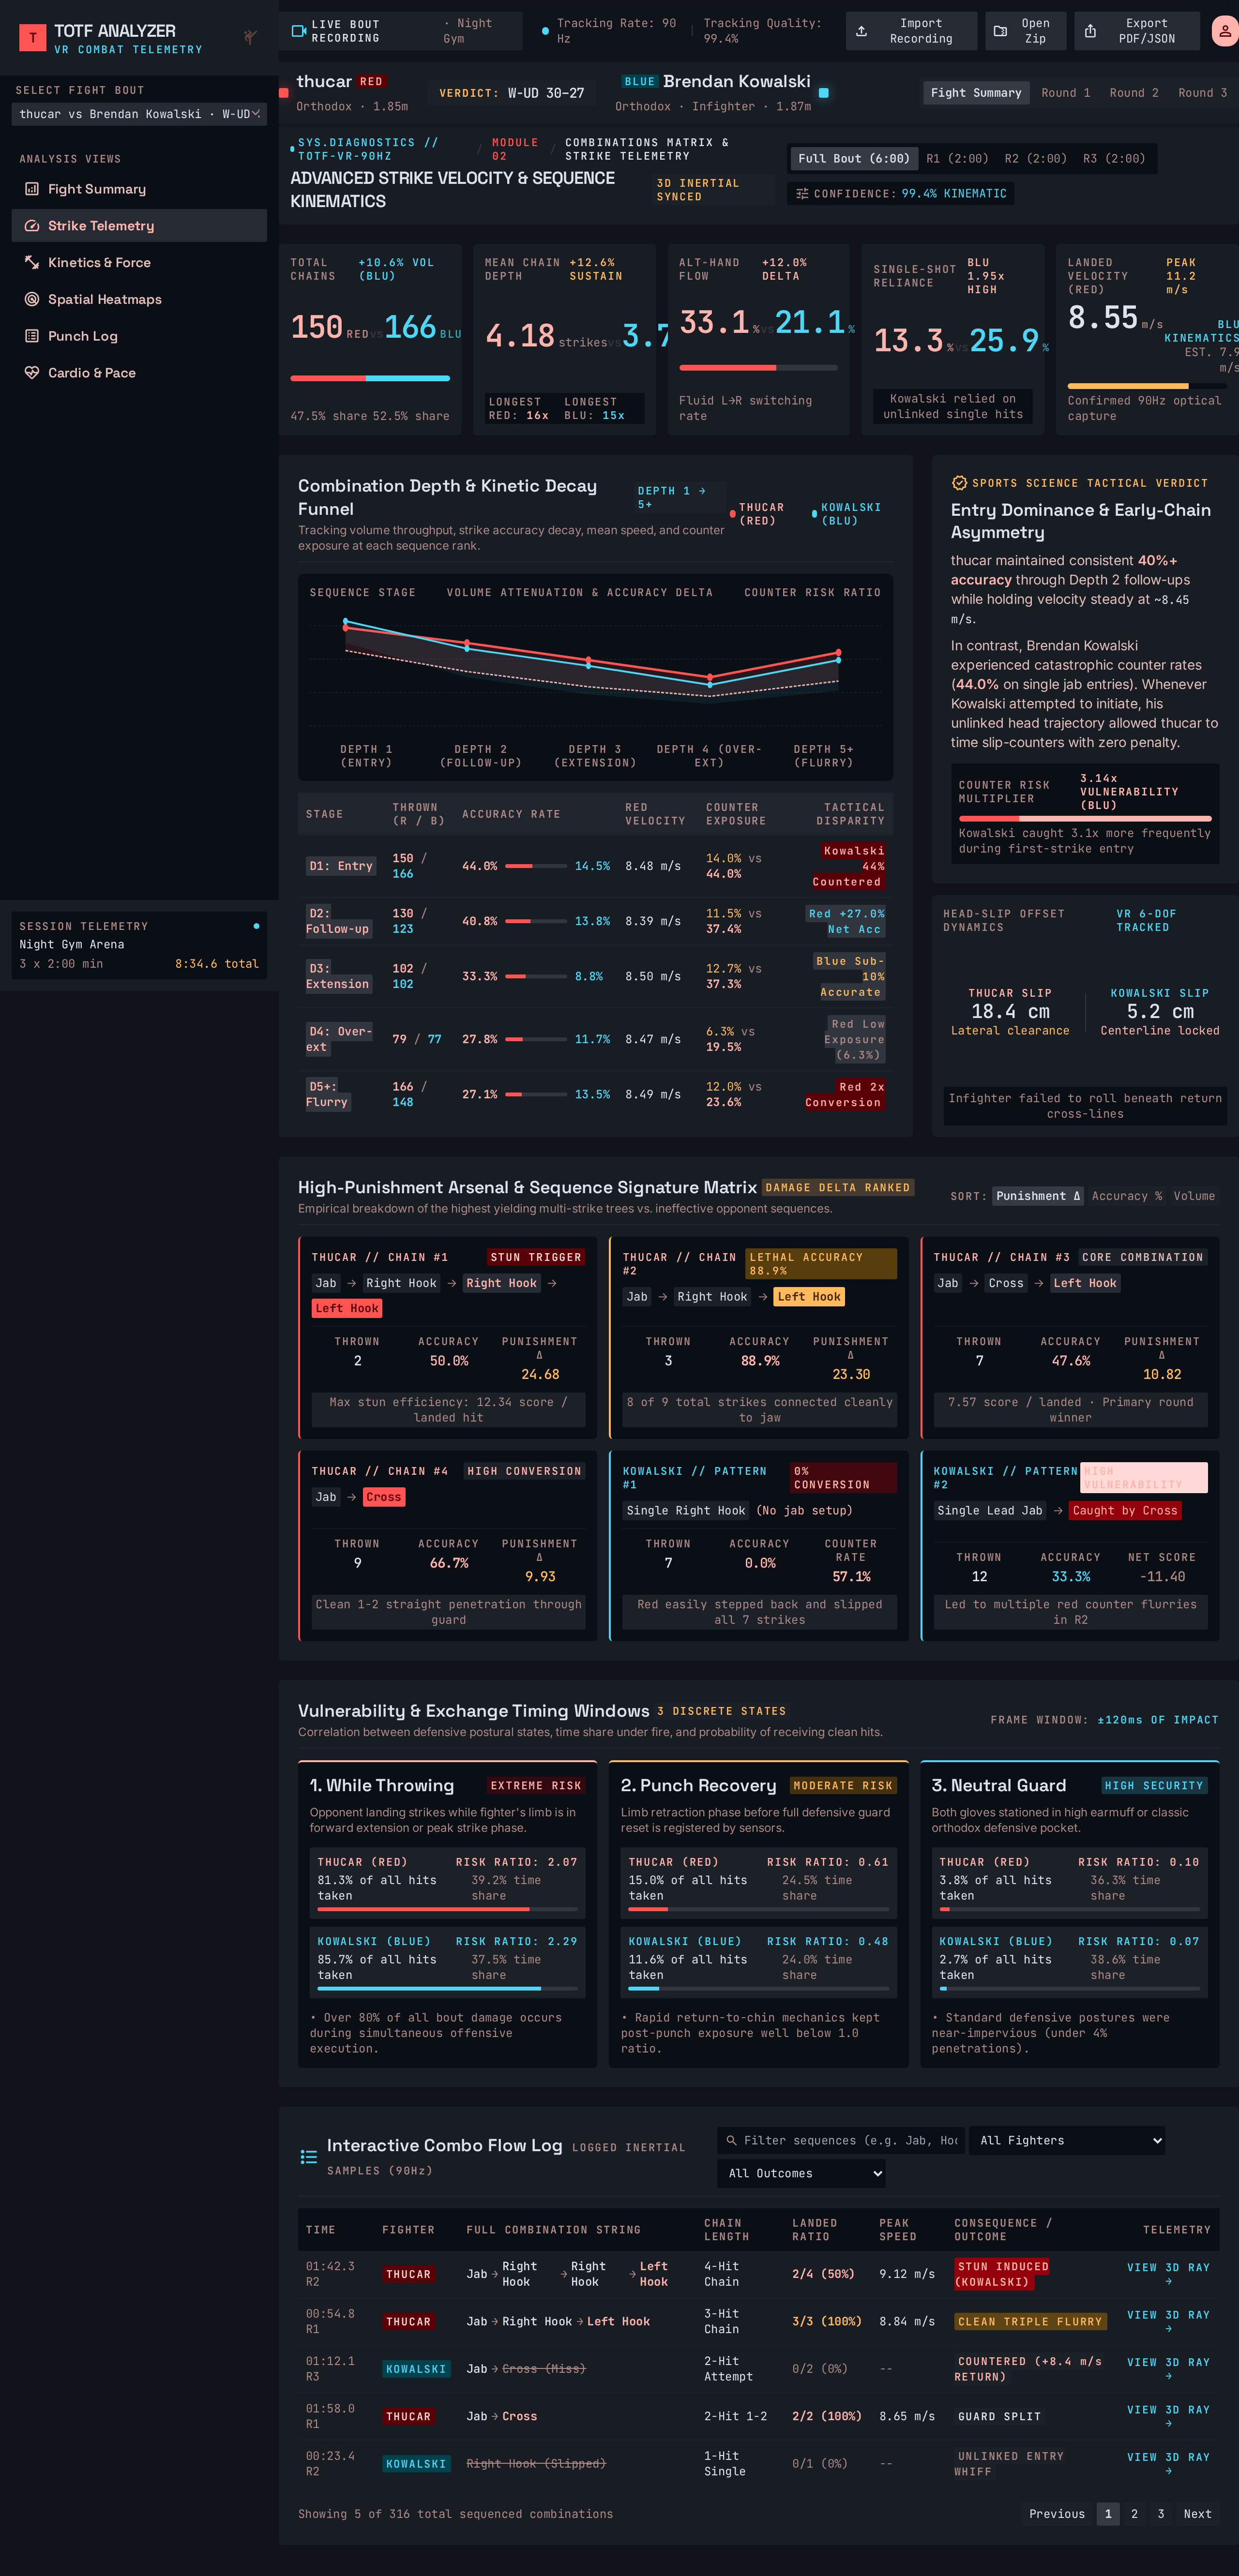 T
TOTF ANALYZER
VR COMBAT TELEMETRY
SELECT FIGHT BOUT
thucar vs Brendan Kowalski · W-UD
ANALYSIS VIEWS
Fight Summary
Strike Telemetry
Kinetics & Force
Spatial Heatmaps
Punch Log
Cardio & Pace
SESSION TELEMETRY
Night Gym Arena
3 x 2:00 min
8:34.6 total
LIVE BOUT
RECORDING
· Night
Gym
Tracking Rate: 90
Hz
Tracking Quality:
99.4%
Import
Recording
Open
Zip
Export
PDF/JSON
thucar RED
Orthodox · 1.85m
VERDICT: W-UD 30–27
BLUE Brendan Kowalski
Orthodox · Infighter · 1.87m
Fight Summary
Round 1
Round 2
Round 3
SYS.DIAGNOSTICS //
TOTF-VR-90HZ
/
MODULE
02
/
COMBINATIONS MATRIX &
STRIKE TELEMETRY
ADVANCED STRIKE VELOCITY & SEQUENCE
KINEMATICS
3D INERTIAL
SYNCED
Full Bout (6:00)
R1 (2:00)
R2 (2:00)
R3 (2:00)
CONFIDENCE: 99.4% KINEMATIC
TOTAL
CHAINS
+10.6% VOL
(BLU)
150 RED vs 166 BLU
47.5% share 52.5% share
MEAN CHAIN
DEPTH
+12.6%
SUSTAIN
4.18 strikes vs 3.7
LONGEST
RED: 16x
LONGEST
BLU: 15x
ALT-HAND
FLOW
+12.0%
DELTA
33.1 % vs 21.1 %
Fluid L→R switching
rate
SINGLE-SHOT
RELIANCE
BLU
1.95x
HIGH
13.3 % vs 25.9 %
Kowalski relied on
unlinked single hits
LANDED
VELOCITY
(RED)
PEAK
11.2
m/s
8.55 m/s
BLU
KINEMATICS
EST. 7.9
m/s
Confirmed 90Hz optical
capture
Combination Depth & Kinetic Decay
Funnel
DEPTH 1 →
5+
Tracking volume throughput, strike accuracy decay, mean speed, and counter
exposure at each sequence rank.
THUCAR
(RED)
KOWALSKI
(BLU)
SEQUENCE STAGE
VOLUME ATTENUATION & ACCURACY DELTA
COUNTER RISK RATIO
DEPTH 1
(ENTRY)
DEPTH 2
(FOLLOW-UP)
DEPTH 3
(EXTENSION)
DEPTH 4 (OVER-
EXT)
DEPTH 5+
(FLURRY)
STAGE
THROWN
(R / B)
ACCURACY RATE
RED
VELOCITY
COUNTER
EXPOSURE
TACTICAL
DISPARITY
D1: Entry
150 /
166
44.0%
14.5%
8.48 m/s
14.0% vs
44.0%
Kowalski
44%
Countered
D2:
Follow-up
130 /
123
40.8%
13.8%
8.39 m/s
11.5% vs
37.4%
Red +27.0%
Net Acc
D3:
Extension
102 /
102
33.3%
8.8%
8.50 m/s
12.7% vs
37.3%
Blue Sub-
10%
Accurate
D4: Over-
ext
79 / 77
27.8%
11.7%
8.47 m/s
6.3% vs
19.5%
Red Low
Exposure
(6.3%)
D5+:
Flurry
166 /
148
27.1%
13.5%
8.49 m/s
12.0% vs
23.6%
Red 2x
Conversion
SPORTS SCIENCE TACTICAL VERDICT
Entry Dominance & Early-Chain
Asymmetry
thucar maintained consistent 40%+
accuracy through Depth 2 follow-ups
while holding velocity steady at ~8.45
m/s.
In contrast, Brendan Kowalski
experienced catastrophic counter rates
(44.0% on single jab entries). Whenever
Kowalski attempted to initiate, his
unlinked head trajectory allowed thucar to
time slip-counters with zero penalty.
COUNTER RISK
MULTIPLIER
3.14x
VULNERABILITY
(BLU)
Kowalski caught 3.1x more frequently
during first-strike entry
HEAD-SLIP OFFSET
DYNAMICS
VR 6-DOF
TRACKED
THUCAR SLIP
18.4 cm
Lateral clearance
KOWALSKI SLIP
5.2 cm
Centerline locked
Infighter failed to roll beneath return
cross-lines
High-Punishment Arsenal & Sequence Signature Matrix DAMAGE DELTA RANKED
Empirical breakdown of the highest yielding multi-strike trees vs. ineffective opponent sequences.
SORT: Punishment Δ Accuracy % Volume
THUCAR // CHAIN #1
STUN TRIGGER
Jab → Right Hook → Right Hook →
Left Hook
THROWN
2
ACCURACY
50.0%
PUNISHMENT
Δ
24.68
Max stun efficiency: 12.34 score /
landed hit
THUCAR // CHAIN
#2
LETHAL ACCURACY
88.9%
Jab → Right Hook → Left Hook
THROWN
3
ACCURACY
88.9%
PUNISHMENT
Δ
23.30
8 of 9 total strikes connected cleanly
to jaw
THUCAR // CHAIN #3
CORE COMBINATION
Jab → Cross → Left Hook
THROWN
7
ACCURACY
47.6%
PUNISHMENT
Δ
10.82
7.57 score / landed · Primary round
winner
THUCAR // CHAIN #4
HIGH CONVERSION
Jab → Cross
THROWN
9
ACCURACY
66.7%
PUNISHMENT
Δ
9.93
Clean 1-2 straight penetration through
guard
KOWALSKI // PATTERN
#1
0%
CONVERSION
Single Right Hook (No jab setup)
THROWN
7
ACCURACY
0.0%
COUNTER
RATE
57.1%
Red easily stepped back and slipped
all 7 strikes
KOWALSKI // PATTERN
#2
HIGH
VULNERABILITY
Single Lead Jab → Caught by Cross
THROWN
12
ACCURACY
33.3%
NET SCORE
-11.40
Led to multiple red counter flurries
in R2
Vulnerability & Exchange Timing Windows 3 DISCRETE STATES
Correlation between defensive postural states, time share under fire, and probability of receiving clean hits.
FRAME WINDOW: ±120ms OF IMPACT
1. While Throwing
EXTREME RISK
Opponent landing strikes while fighter's limb is in
forward extension or peak strike phase.
THUCAR (RED)
RISK RATIO: 2.07
81.3% of all hits
taken
39.2% time
share
KOWALSKI (BLUE)
RISK RATIO: 2.29
85.7% of all hits
taken
37.5% time
share
• Over 80% of all bout damage occurs
during simultaneous offensive
execution.
2. Punch Recovery
MODERATE RISK
Limb retraction phase before full defensive guard
reset is registered by sensors.
THUCAR (RED)
RISK RATIO: 0.61
15.0% of all hits
taken
24.5% time
share
KOWALSKI (BLUE)
RISK RATIO: 0.48
11.6% of all hits
taken
24.0% time
share
• Rapid return-to-chin mechanics kept
post-punch exposure well below 1.0
ratio.
3. Neutral Guard
HIGH SECURITY
Both gloves stationed in high earmuff or classic
orthodox defensive pocket.
THUCAR (RED)
RISK RATIO: 0.10
3.8% of all hits
taken
36.3% time
share
KOWALSKI (BLUE)
RISK RATIO: 0.07
2.7% of all hits
taken
38.6% time
share
• Standard defensive postures were
near-impervious (under 4%
penetrations).
Interactive Combo Flow Log LOGGED INERTIAL
SAMPLES (90Hz)
Filter sequences (e.g. Jab, Hoo
All Fighters
All Outcomes
TIME
FIGHTER
FULL COMBINATION STRING
CHAIN
LENGTH
LANDED
RATIO
PEAK
SPEED
CONSEQUENCE /
OUTCOME
TELEMETRY
01:42.3
R2
THUCAR
Jab → Right Hook → Right Hook → Left Hook
4-Hit
Chain
2/4 (50%)
9.12 m/s
STUN INDUCED
(KOWALSKI)
VIEW 3D RAY
→
00:54.8
R1
THUCAR
Jab → Right Hook → Left Hook
3-Hit
Chain
3/3 (100%)
8.84 m/s
CLEAN TRIPLE FLURRY
VIEW 3D RAY
→
01:12.1
R3
KOWALSKI
Jab → Cross (Miss)
2-Hit
Attempt
0/2 (0%)
--
COUNTERED (+8.4 m/s
RETURN)
VIEW 3D RAY
→
01:58.0
R1
THUCAR
Jab → Cross
2-Hit 1-2
2/2 (100%)
8.65 m/s
GUARD SPLIT
VIEW 3D RAY
→
00:23.4
R2
KOWALSKI
Right Hook (Slipped)
1-Hit
Single
0/1 (0%)
--
UNLINKED ENTRY
WHIFF
VIEW 3D RAY
→
Showing 5 of 316 total sequenced combinations
Previous 1 2 3 Next